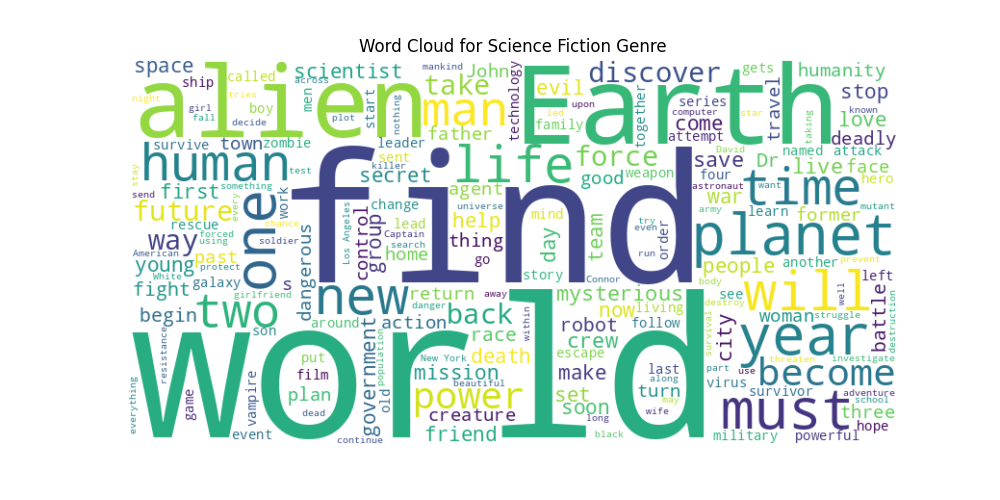 Word Cloud for Science Fiction Genre
space
ship
called
scientist
mankind
John
take
technology
gets
discover
humanity
alien
Earth
night
tries
girl
fall
decide
boy
men
plot
start
nothing
man
evil
led
upon
family
father
together
series
computer
come
attempt
star
travel
taking
stop
known
love
deadly
survive
town
zombie
leader
sent
killer
secret
life
force
good
weapon
David
save
Dr
four
astronaut
named
attack
live
face
hero
human
test
stay
send
something
first
every
work
find
agent
universe
war
want
time
mutant
future
rescue
forced
using
chance
one
Los Angeles
change
control
group
lead
Captain
search
home
help
mind
day
team
try
even
run
order
army
learn
former
planet
way
American
soldier
past
thing
go
story
Connor
people
body
another
prevent
young
White
protect
galaxy
dangerous
s
girlfriend
fight
new
return
away
danger
mysterious
now
living
see
destroy
will
well
left
begin
two
son
around
action
back
within
race
robot
crew
follow
survival
city
woman
struggle
battle
destruction
year
resistance
world
put
film
plan
government
population
old
New York
mission
death
beautiful
escape
make
last
along
turn
part
use
threaten
investigate
become
virus
survivor
adventure
school
everything
game
vampire
event
dead
continue
power
creature
friend
long
set
soon
black
may
wife
must
three
hope
military
powerful